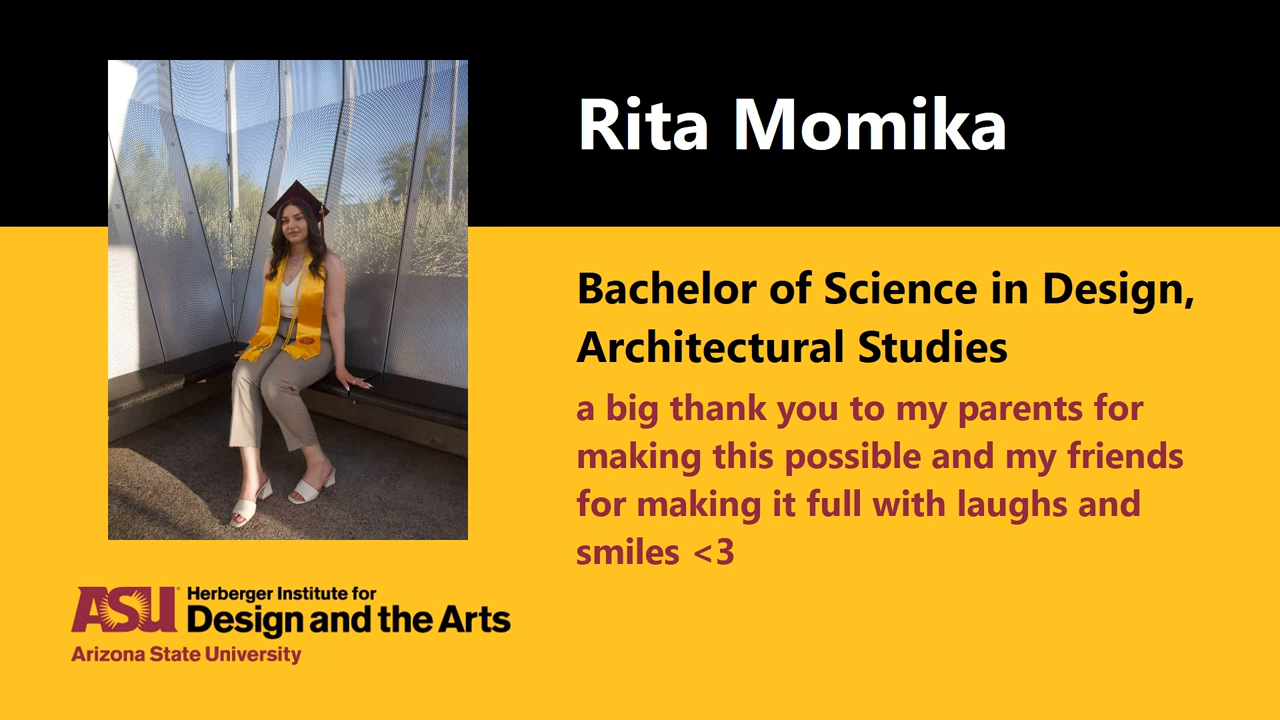 Rita Momika
Bachelor of Science in Design,
Architectural Studies
a big thank you to my parents for
making this possible and my friends
for making it full with laughs and
smiles <3
ASU Herberger Institute for
Design and the Arts
Arizona State University